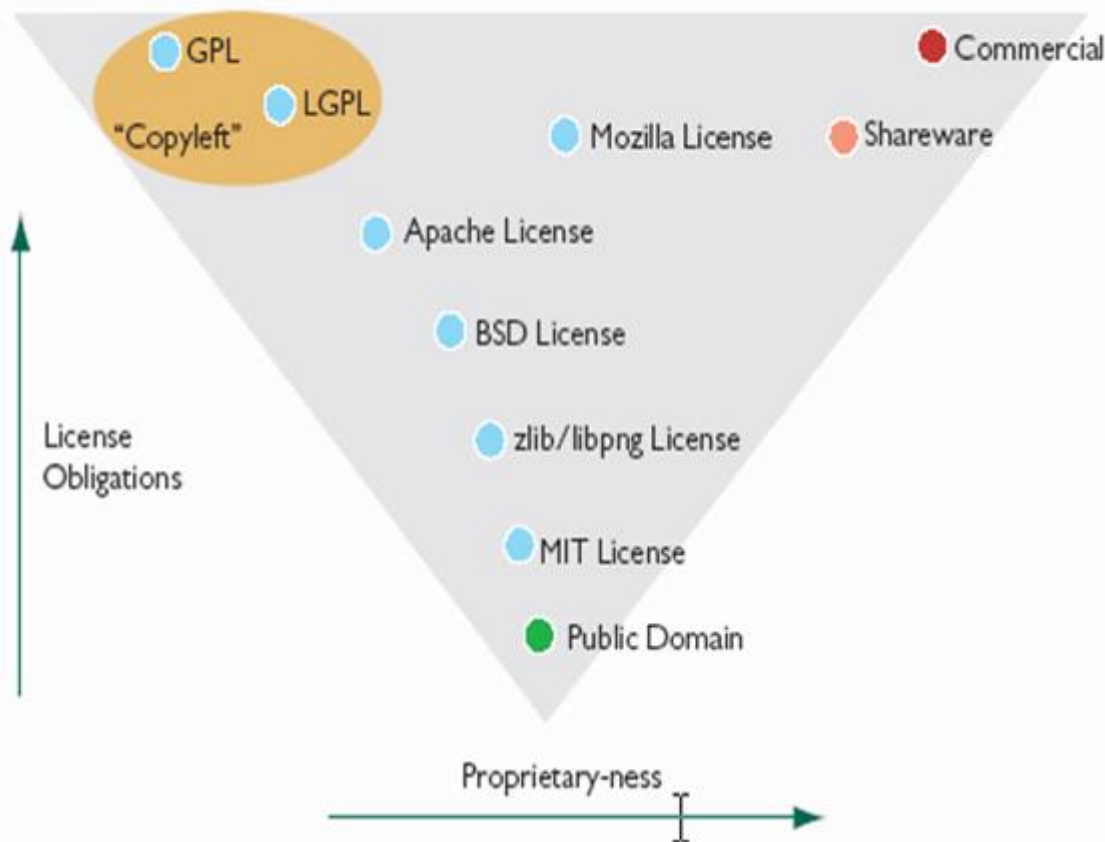 GPL
Commercial
LGPL
"Copyleft"
Mozilla License
Shareware
Apache License
BSD License
License
Obligations
zlib/libpng License
MIT License
Public Domain
Proprietary-ness